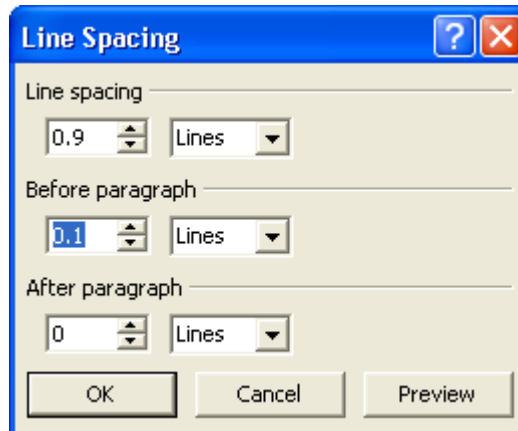 Line Spacing ?
Line spacing
0.9 Lines
Before paragraph
0.1 Lines
After paragraph
0 Lines
OK Cancel Preview